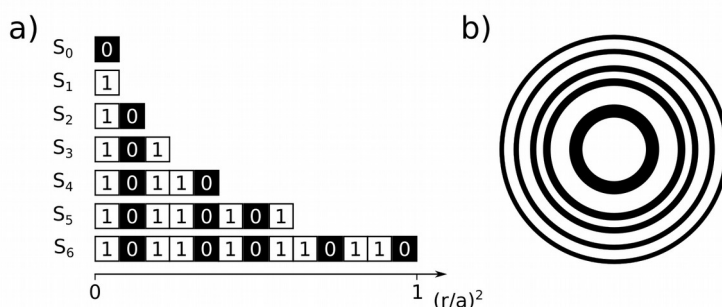 a)
S₀ 0
S₁ 1
S₂ 1 0
S₃ 1 0 1
S₄ 1 0 1 1 0
S₅ 1 0 1 1 0 1 0 1
S₆ 1 0 1 1 0 1 0 1 1 0 1 1 0
0 1 (r/a)²
b)